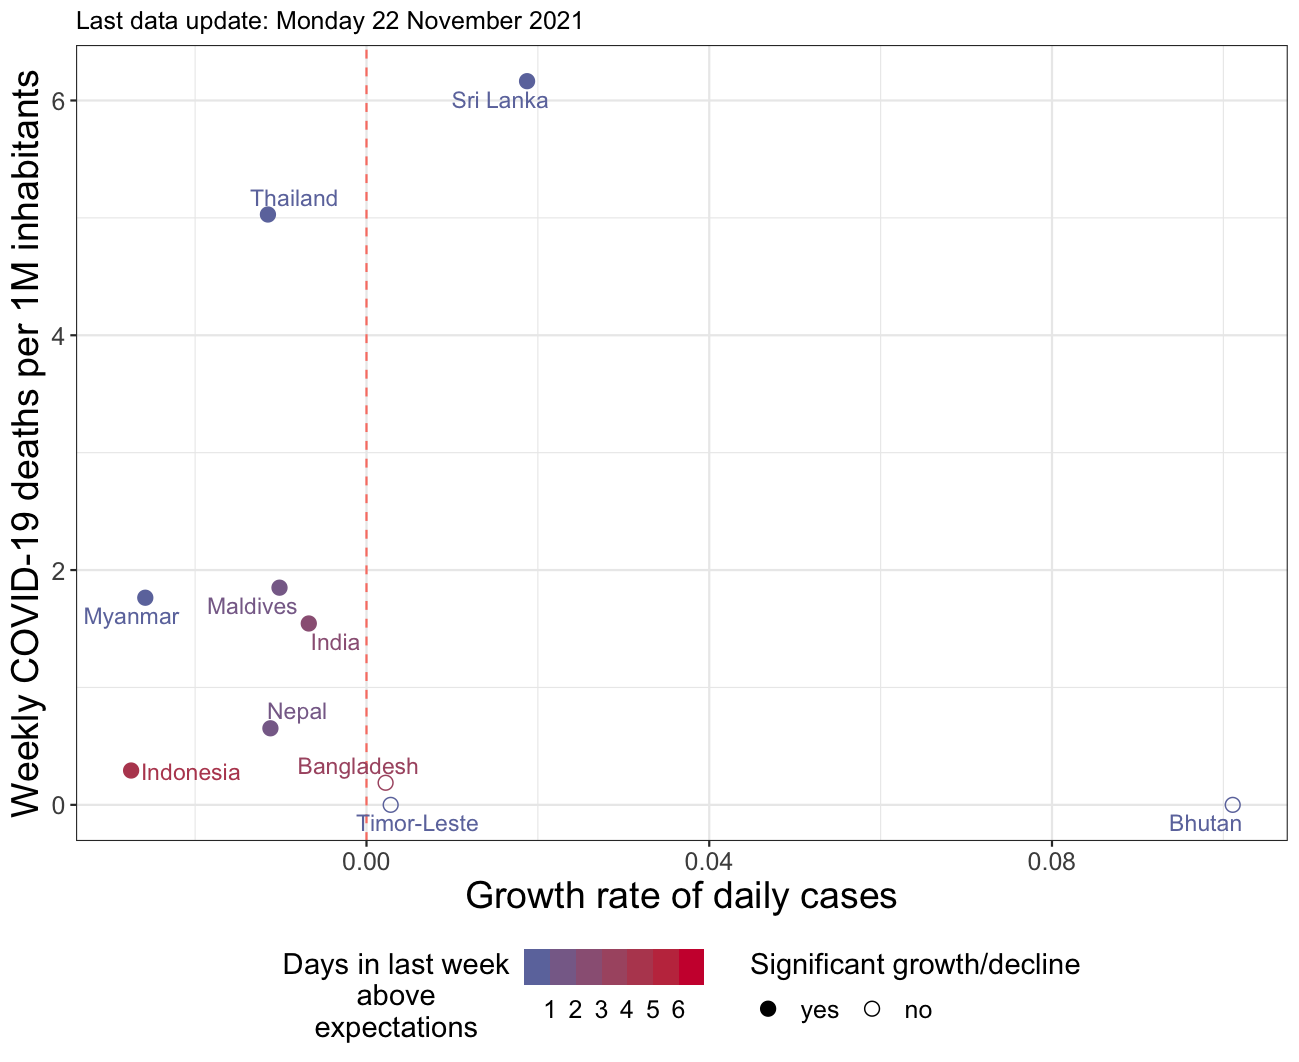 Last data update: Monday 22 November 2021
Weekly COVID-19 deaths per 1M inhabitants
6
4
2
0
Sri Lanka
Thailand
Myanmar
Maldives
India
Nepal
Indonesia
Bangladesh
Timor-Leste
Bhutan
0.00 0.04 0.08
Growth rate of daily cases
Days in last week
above
expectations
1 2 3 4 5 6
Significant growth/decline
yes no